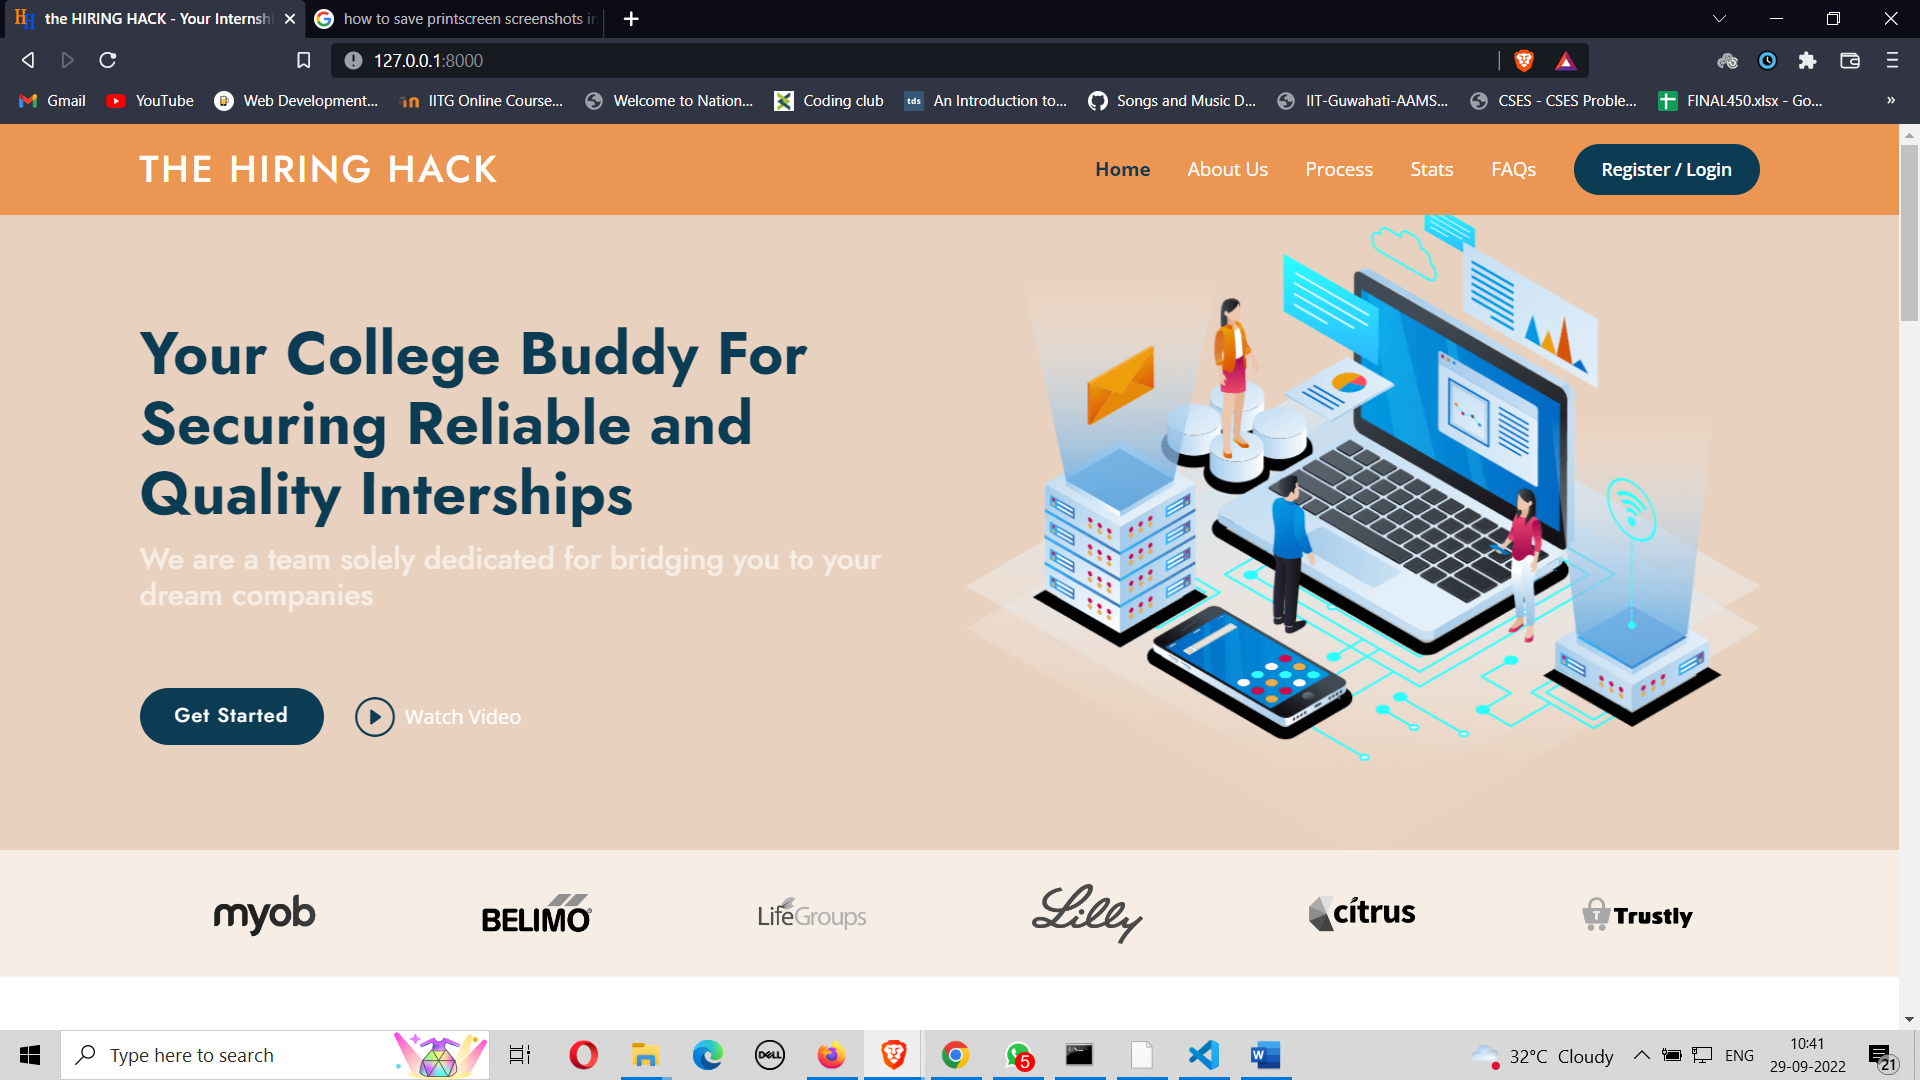 the HIRING HACK - Your Internshi
how to save printscreen screenshots in
127.0.0.1:8000
Gmail
YouTube
Web Development...
IITG Online Course...
Welcome to Nation...
Coding club
tds
An Introduction to...
Songs and Music D...
IIT-Guwahati-AAMS...
CSES - CSES Proble...
FINAL450.xlsx - Go...
»
THE HIRING HACK
Home
About Us
Process
Stats
FAQs
Register / Login
Your College Buddy For
Securing Reliable and
Quality Interships
We are a team solely dedicated for bridging you to your
dream companies
Get Started
Watch Video
myob
BELIMO
LifeGroups
Lilly
citrus
T
Trustly
Type here to search
DELL
5
W
32°C Cloudy
ENG
10:41
29-09-2022
21